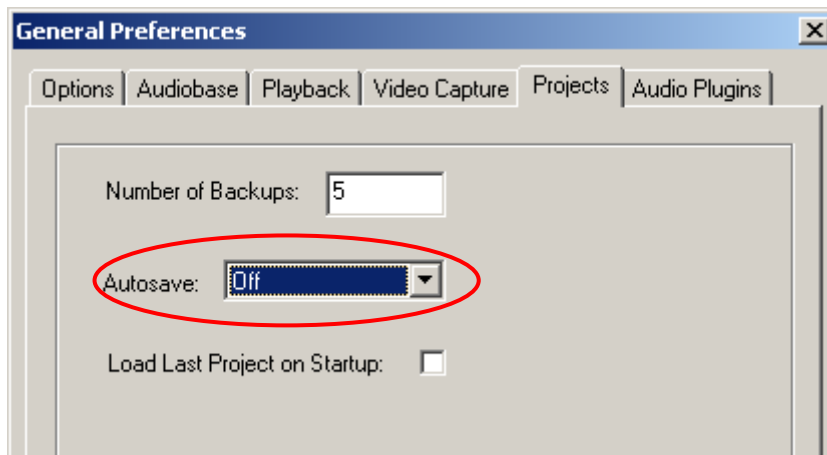 General Preferences
Options Audiobase Playback Video Capture Projects Audio Plugins
Number of Backups: 5
Autosave: Off
Load Last Project on Startup: